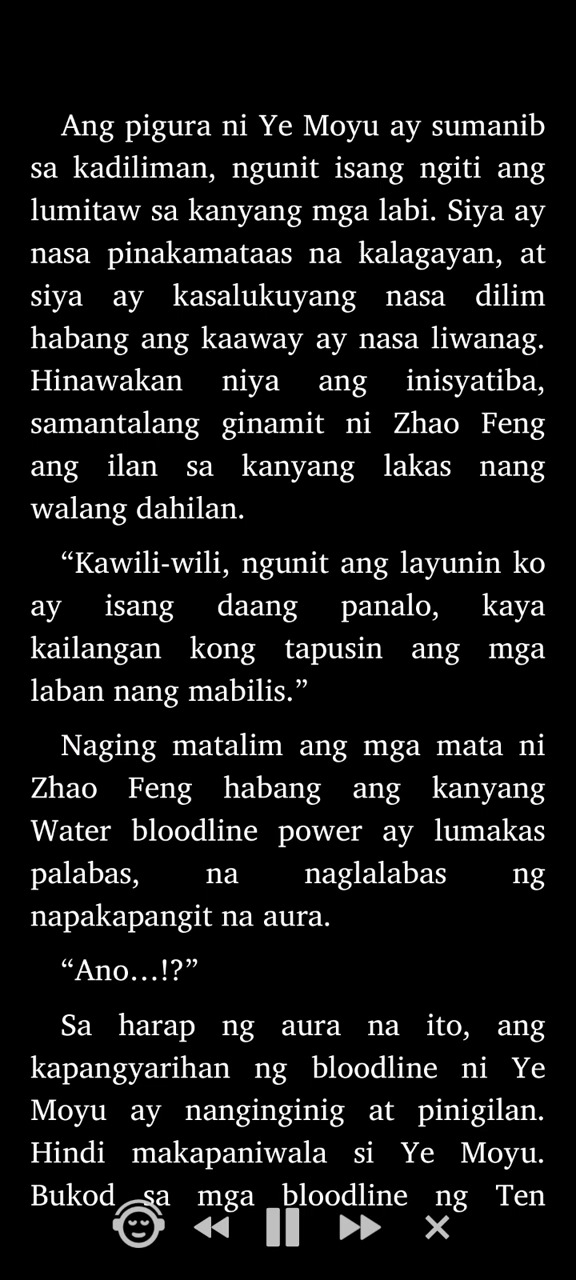 Ang pigura ni Ye Moyu ay sumanib
sa kadiliman, ngunit isang ngiti ang
lumitaw sa kanyang mga labi. Siya ay
nasa pinakamataas na kalagayan, at
siya ay kasalukuyang nasa dilim
habang ang kaaway ay nasa liwanag.
Hinawakan niya ang inisyatiba,
samantalang ginamit ni Zhao Feng
ang ilan sa kanyang lakas nang
walang dahilan.
“Kawili-wili, ngunit ang layunin ko
ay isang daang panalo, kaya
kailangan kong tapusin ang mga
laban nang mabilis.”
Naging matalim ang mga mata ni
Zhao Feng habang ang kanyang
Water bloodline power ay lumakas
palabas, na naglalabas ng
napakapangit na aura.
“Ano…!?”
Sa harap ng aura na ito, ang
kapangyarihan ng bloodline ni Ye
Moyu ay nanginginig at pinigilan.
Hindi makapaniwala si Ye Moyu.
Bukod sa mga bloodline ng Ten